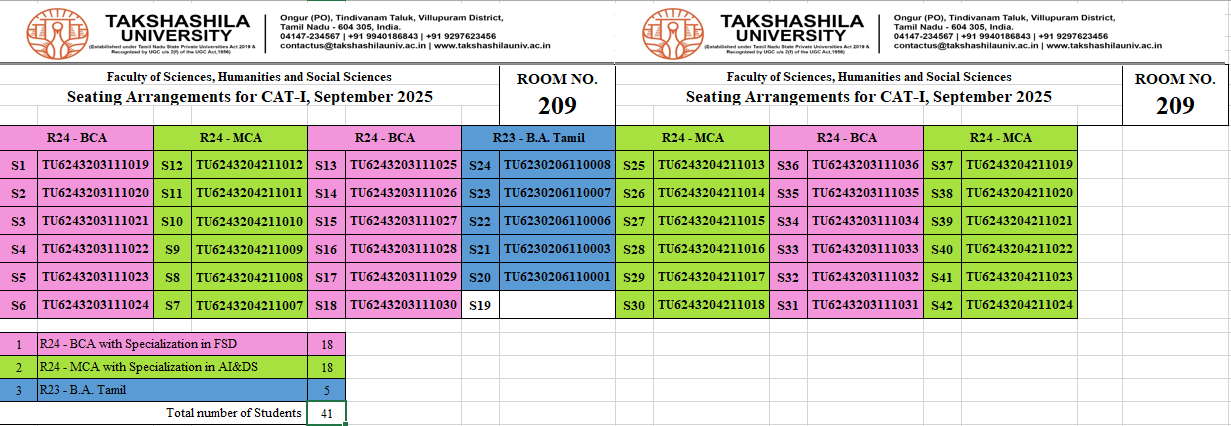 TAKSHASHILA
UNIVERSITY
(Established under Tamil Nadu State Private Universities Act 2019 &
Recognized by UGC u/s 2(f) of the UGC Act,1956)
Ongur (PO), Tindivanam Taluk, Villupuram District,
Tamil Nadu - 604 305, India.
04147-234567 | +91 9940186843 | +91 9297623456
contactus@takshashilauniv.ac.in | www.takshashilauniv.ac.in
TAKSHASHILA
UNIVERSITY
(Established under Tamil Nadu State Private Universities Act 2019 &
Recognized by UGC u/s 2(f) of the UGC Act,1956)
Ongur (PO), Tindivanam Taluk, Villupuram District,
Tamil Nadu - 604 305, India.
04147-234567 | +91 9940186843 | +91 9297623456
contactus@takshashilauniv.ac.in | www.takshashilauniv.ac.in
Faculty of Sciences, Humanities and Social Sciences
Seating Arrangements for CAT-I, September 2025
ROOM NO.
209
Faculty of Sciences, Humanities and Social Sciences
Seating Arrangements for CAT-I, September 2025
ROOM NO.
209
R24 - BCA R24 - MCA R24 - BCA R23 - B.A. Tamil R24 - MCA R24 - BCA R24 - MCA
S1 TU6243203111019 S12 TU6243204211012 S13 TU6243203111025 S24 TU6230206110008 S25 TU6243204211013 S36 TU6243203111036 S37 TU6243204211019
S2 TU6243203111020 S11 TU6243204211011 S14 TU6243203111026 S23 TU6230206110007 S26 TU6243204211014 S35 TU6243203111035 S38 TU6243204211020
S3 TU6243203111021 S10 TU6243204211010 S15 TU6243203111027 S22 TU6230206110006 S27 TU6243204211015 S34 TU6243203111034 S39 TU6243204211021
S4 TU6243203111022 S9 TU6243204211009 S16 TU6243203111028 S21 TU6230206110003 S28 TU6243204211016 S33 TU6243203111033 S40 TU6243204211022
S5 TU6243203111023 S8 TU6243204211008 S17 TU6243203111029 S20 TU6230206110001 S29 TU6243204211017 S32 TU6243203111032 S41 TU6243204211023
S6 TU6243203111024 S7 TU6243204211007 S18 TU6243203111030 S19 S30 TU6243204211018 S31 TU6243203111031 S42 TU6243204211024
1 R24 - BCA with Specialization in FSD 18
2 R24 - MCA with Specialization in AI&DS 18
3 R23 - B.A. Tamil 5
Total number of Students 41